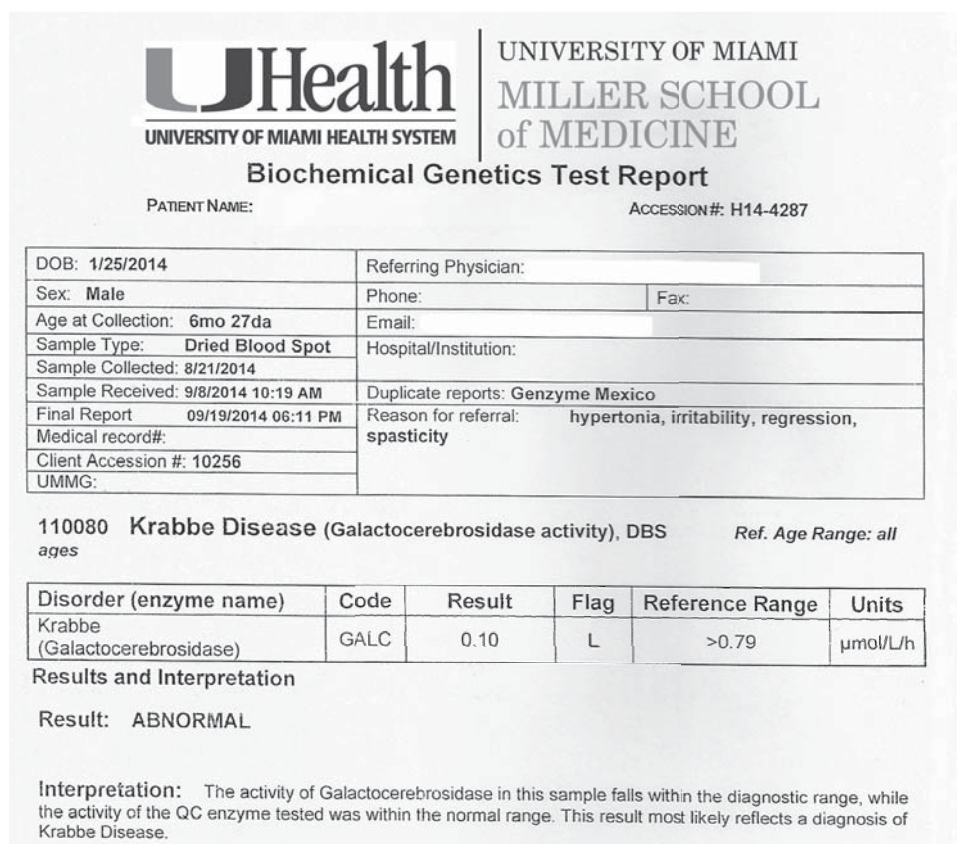 UHealth
UNIVERSITY OF MIAMI HEALTH SYSTEM
UNIVERSITY OF MIAMI
MILLER SCHOOL
of MEDICINE
Biochemical Genetics Test Report
PATIENT NAME: ACCESSION#: H14-4287
DOB: 1/25/2014
Sex: Male
Age at Collection: 6mo 27da
Sample Type: Dried Blood Spot
Sample Collected: 8/21/2014
Sample Received: 9/8/2014 10:19 AM
Final Report 09/19/2014 06:11 PM
Medical record#:
Client Accession #: 10256
UMMG:
Referring Physician:
Phone: Fax:
Email:
Hospital/Institution:
Duplicate reports: Genzyme Mexico
Reason for referral: hypertonia, irritability, regression,
spasticity
110080 Krabbe Disease (Galactocerebrosidase activity), DBS Ref. Age Range: all
ages
Disorder (enzyme name) Code Result Flag Reference Range Units
Krabbe
(Galactocerebrosidase) GALC 0.10 L >0.79 µmol/L/h
Results and Interpretation
Result: ABNORMAL
Interpretation: The activity of Galactocerebrosidase in this sample falls within the diagnostic range, while
the activity of the QC enzyme tested was within the normal range. This result most likely reflects a diagnosis of
Krabbe Disease.